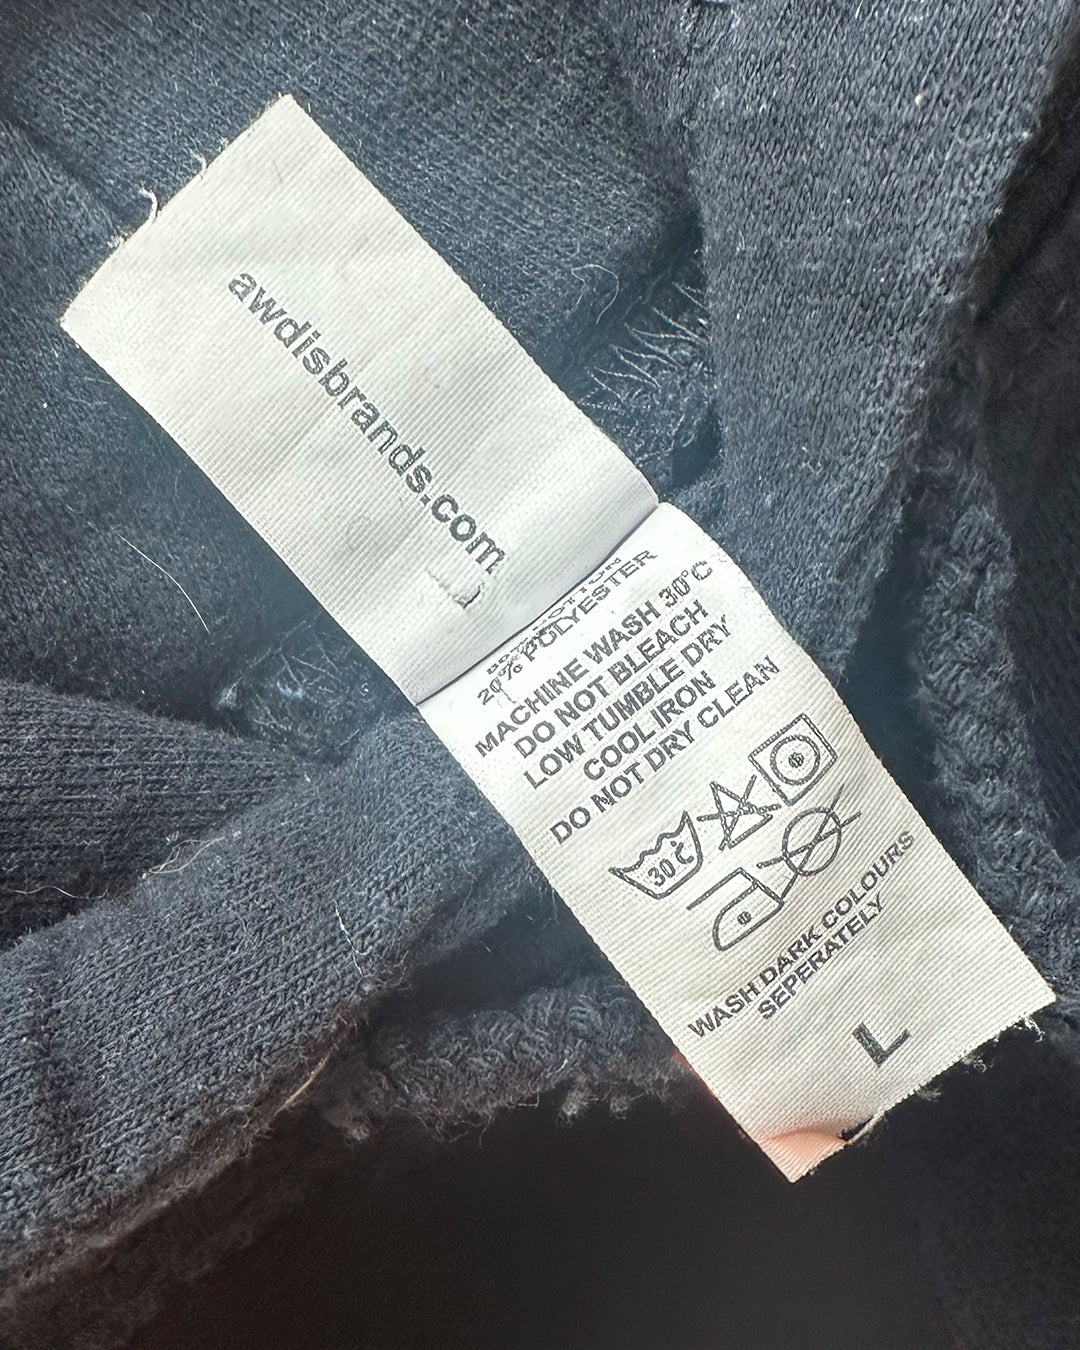 awdisbrands.com
20% POLYESTER
MACHINE WASH 30°C
DO NOT BLEACH
LOW TUMBLE DRY
COOL IRON
DO NOT DRY CLEAN
30°C
WASH DARK COLOURS
SEPERATELY
L